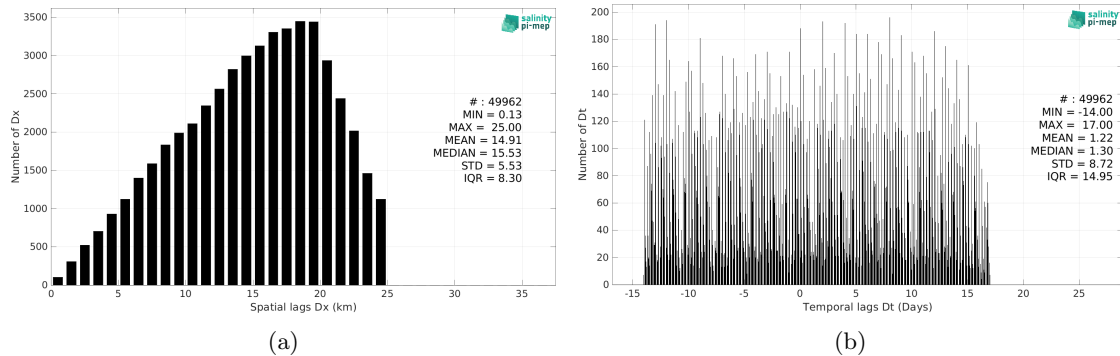 3500
3000
2500
2000
1500
1000
500
0
0 5 10 15 20 25 30 35
Number of Dx
Spatial lags Dx (km)
salinity
pi-mep
# : 49962
MIN = 0.13
MAX = 25.00
MEAN = 14.91
MEDIAN = 15.53
STD = 5.53
IQR = 8.30
(a)
200
180
160
140
120
100
80
60
40
20
0
-15 -10 -5 0 5 10 15 20 25
Number of Dt
Temporal lags Dt (Days)
salinity
pi-mep
# : 49962
MIN = -14.00
MAX = 17.00
MEAN = 1.22
MEDIAN = 1.30
STD = 8.72
IQR = 14.95
(b)